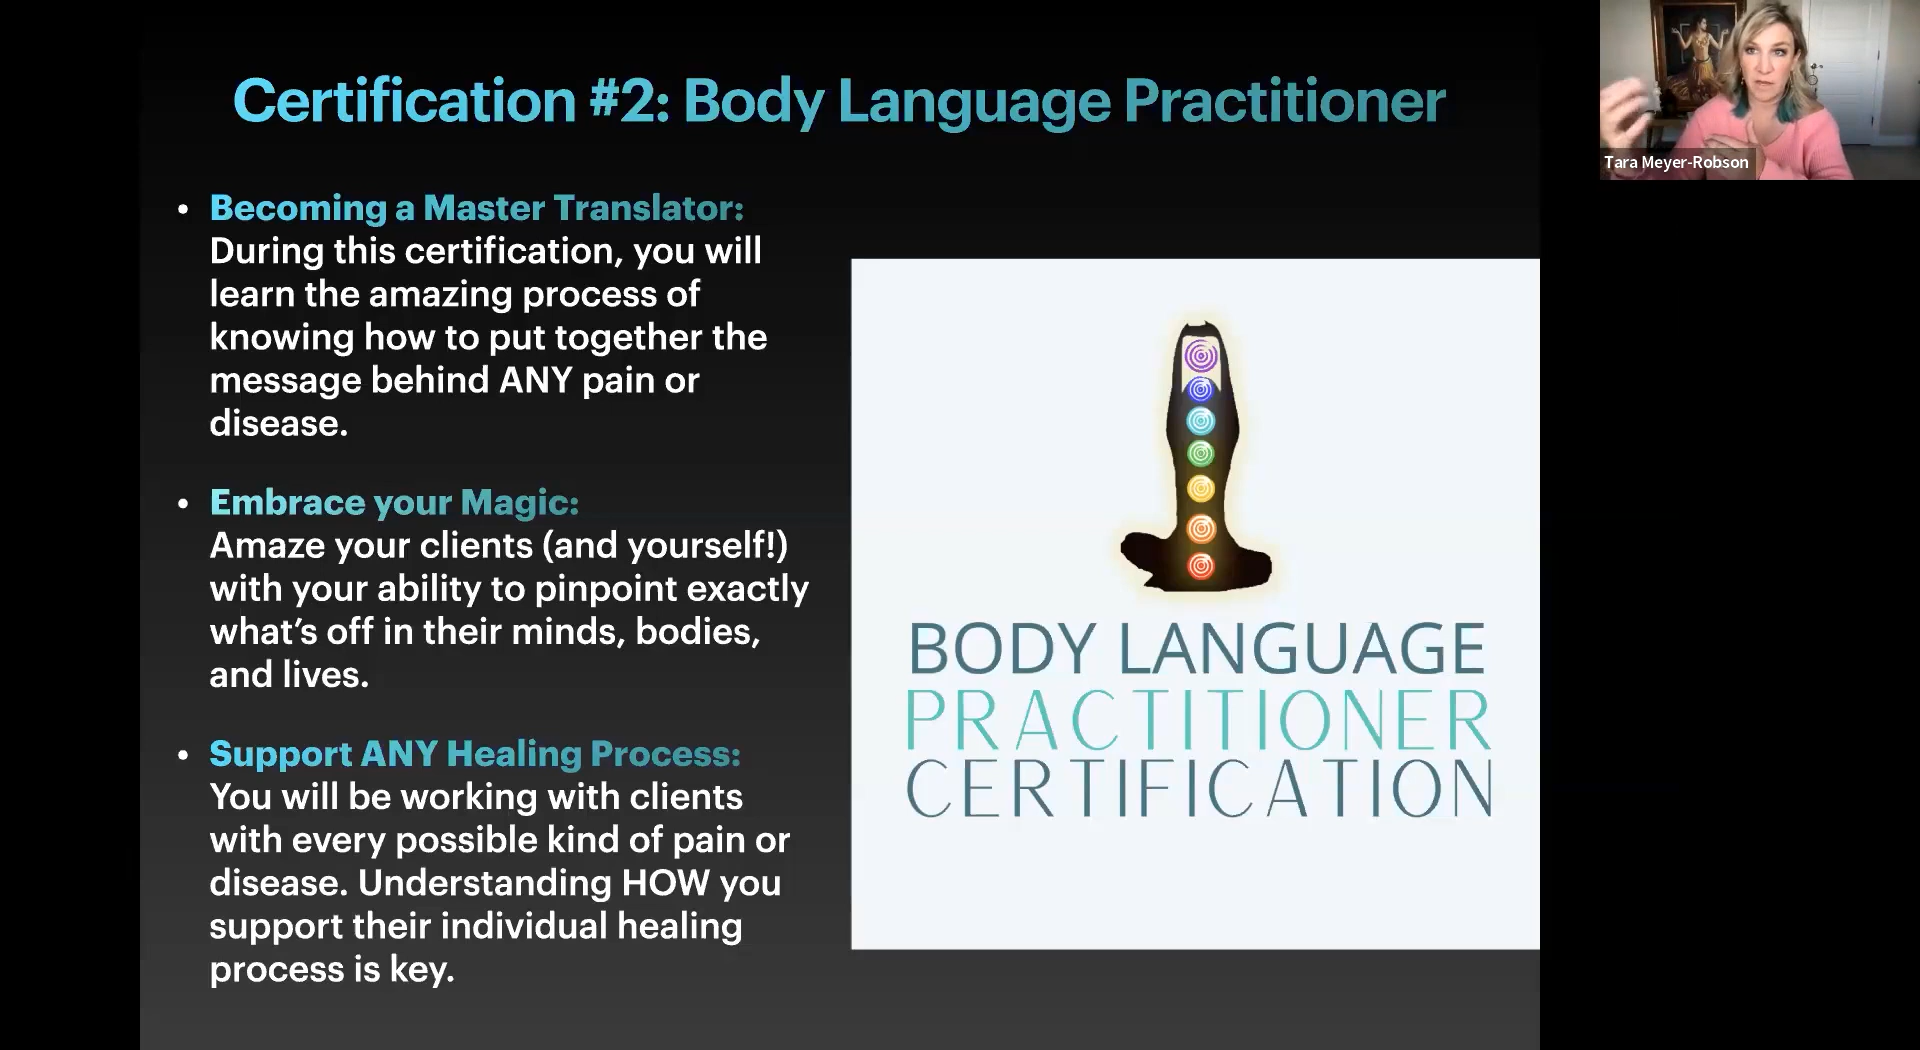 Certification #2: Body Language Practitioner
• Becoming a Master Translator:
During this certification, you will
learn the amazing process of
knowing how to put together the
message behind ANY pain or
disease.
• Embrace your Magic:
Amaze your clients (and yourself!)
with your ability to pinpoint exactly
what's off in their minds, bodies,
and lives.
• Support ANY Healing Process:
You will be working with clients
with every possible kind of pain or
disease. Understanding HOW you
support their individual healing
process is key.
BODY LANGUAGE
PRACTITIONER
CERTIFICATION
Tara Meyer-Robson